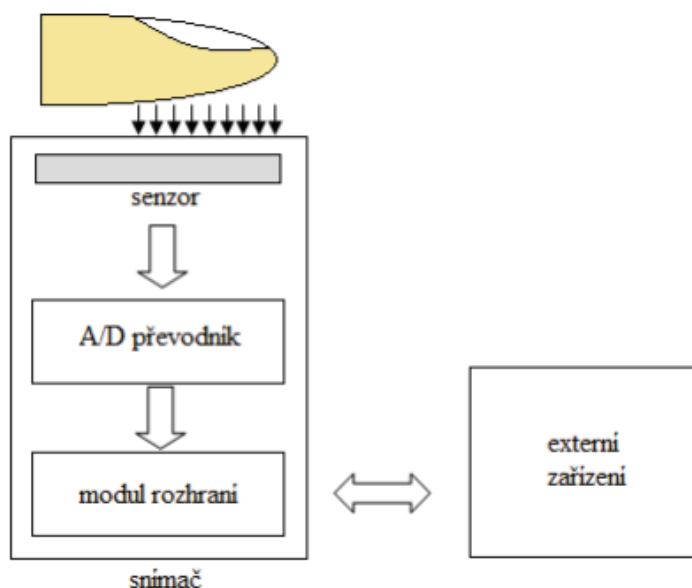 senzor
A/D převodník
modul rozhraní
externí
zařízení
snímač